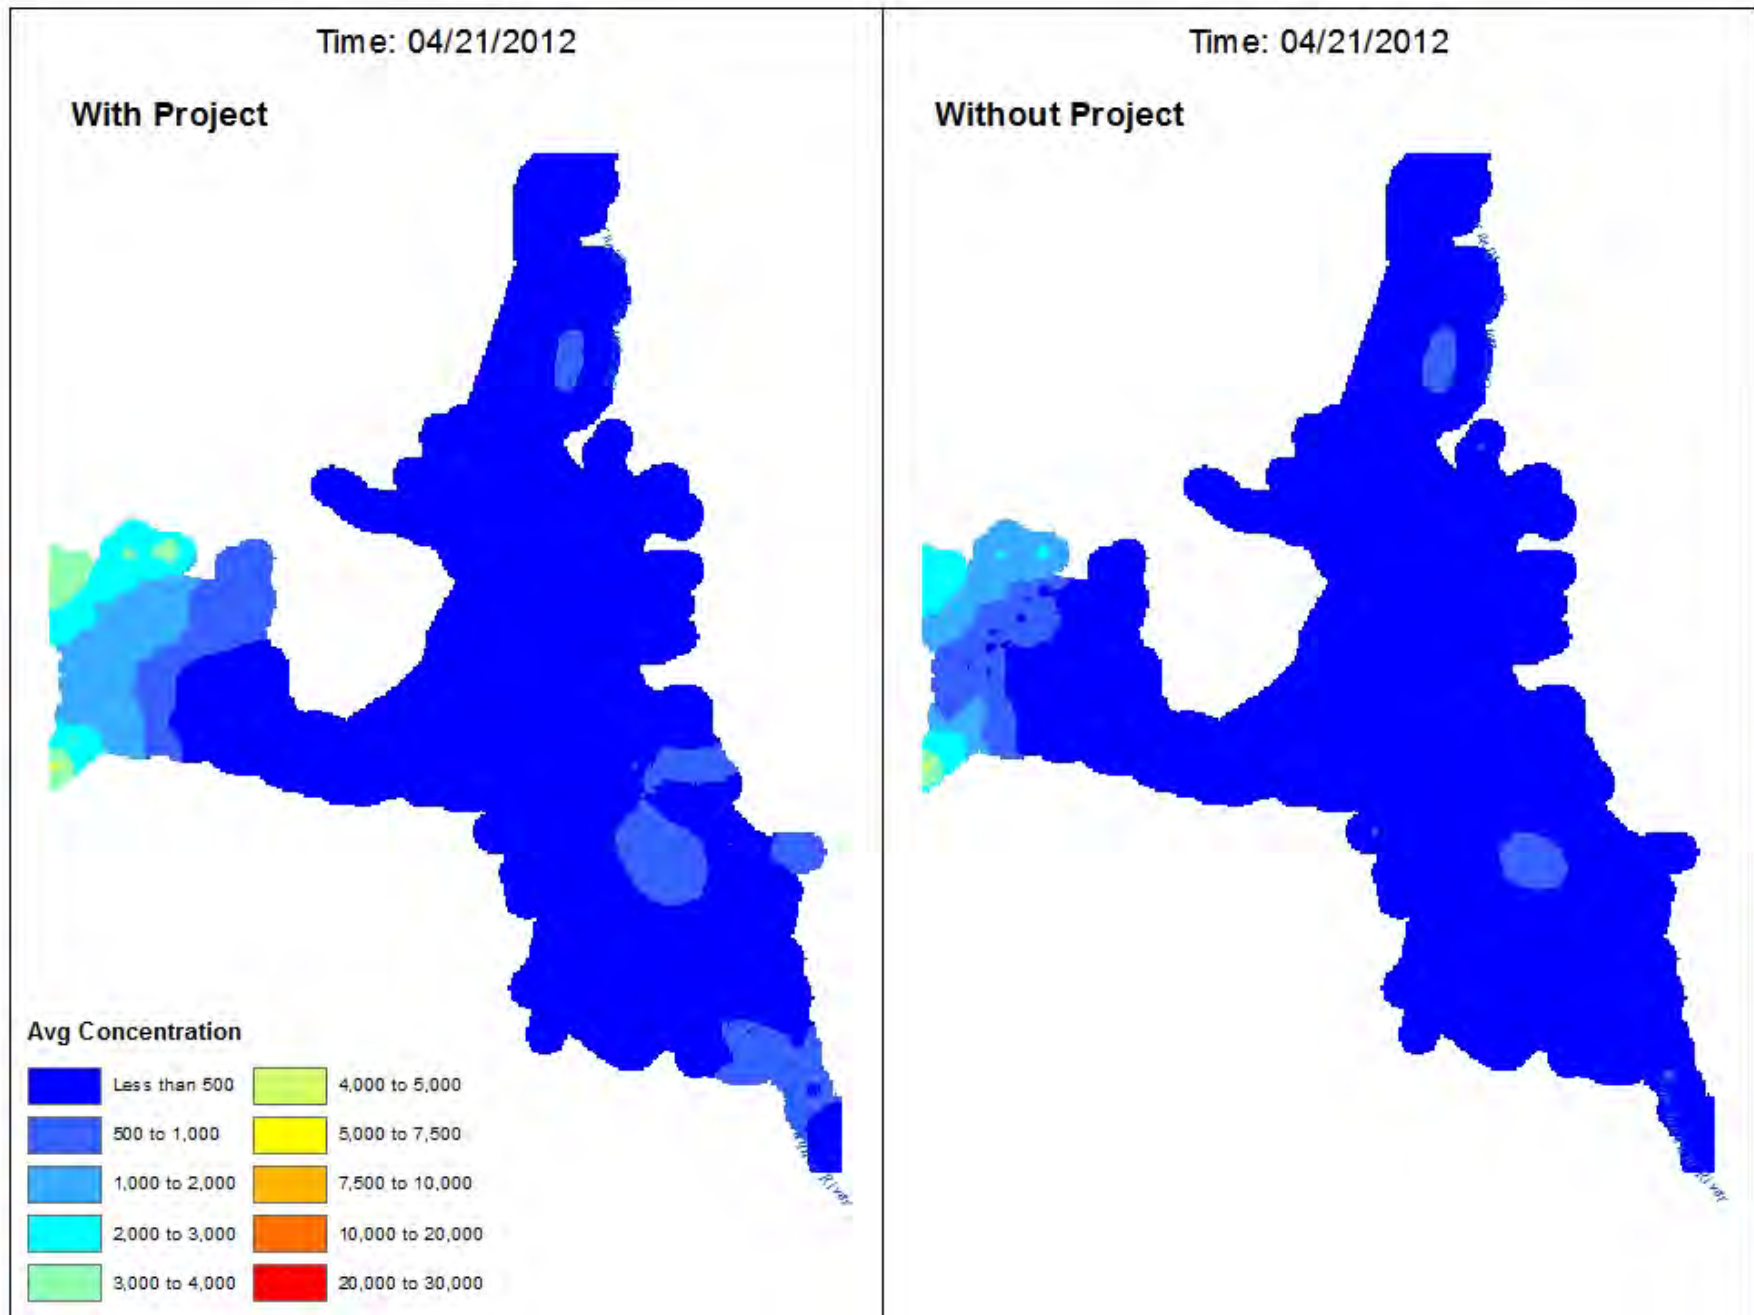 Time: 04/21/2012
With Project
Time: 04/21/2012
Without Project
Avg Concentration
Less than 500
500 to 1,000
1,000 to 2,000
2,000 to 3,000
3,000 to 4,000
4,000 to 5,000
5,000 to 7,500
7,500 to 10,000
10,000 to 20,000
20,000 to 30,000
River
River